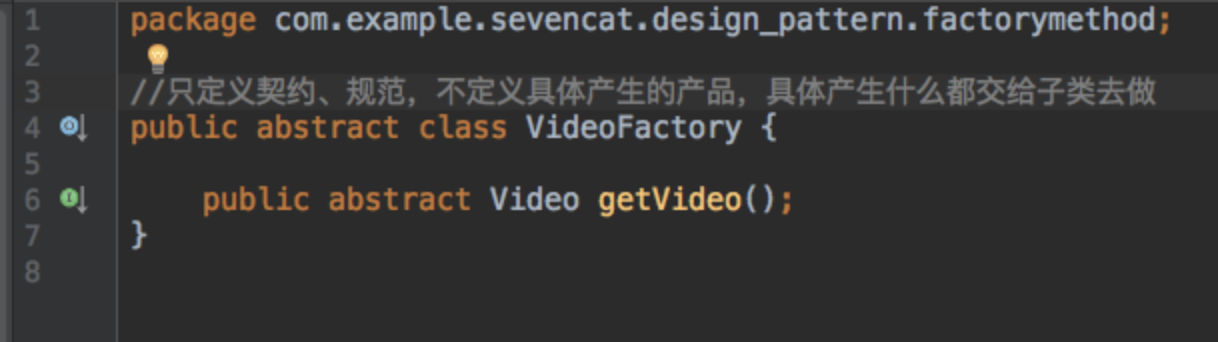 1 package com.example.sevencat.design_pattern.factorymethod;
2
3 //只定义契约、规范，不定义具体产生的产品，具体产生什么都交给子类去做
4 public abstract class VideoFactory {
5
6 public abstract Video getVideo();
7 }
8